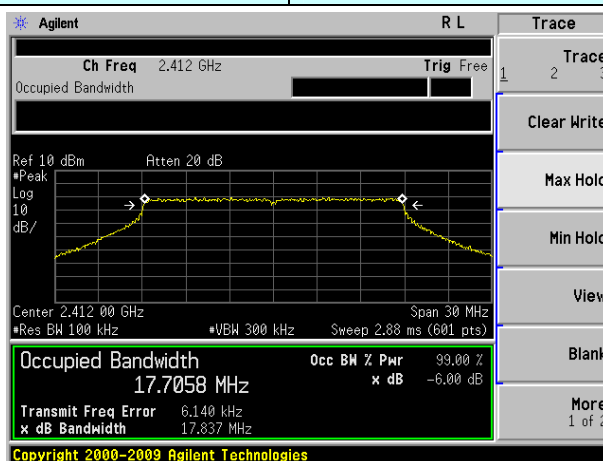 Agilent R L Trace
Ch Freq 2.412 GHz Trig Free
Occupied Bandwidth
Trace
1 2 3
Clear Write
Max Hold
Min Hold
View
Blank
More
1 of 2
Ref 10 dBm Atten 20 dB
#Peak
Log
10
dB/
Center 2.412 00 GHz Span 30 MHz
#Res BW 100 kHz #VBW 300 kHz Sweep 2.88 ms (601 pts)
Occupied Bandwidth Occ BW % Pwr 99.00 %
17.7058 MHz x dB -6.00 dB
Transmit Freq Error 6.140 kHz
x dB Bandwidth 17.837 MHz
Copyright 2000-2009 Agilent Technologies